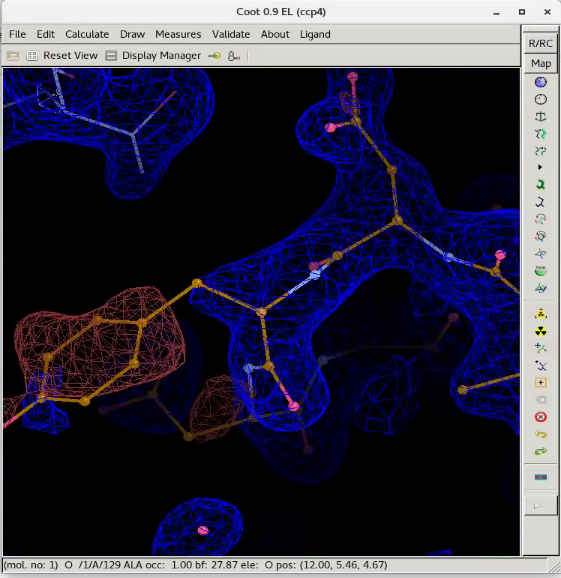 Coot 0.9 EL (ccp4)
File Edit Calculate Draw Measures Validate About Ligand
Reset View Display Manager
R/RC
Map
(mol. no: 1) O /1/A/129 ALA occ: 1.00 bf: 27.87 ele: O pos: (12.00, 5.46, 4.67)